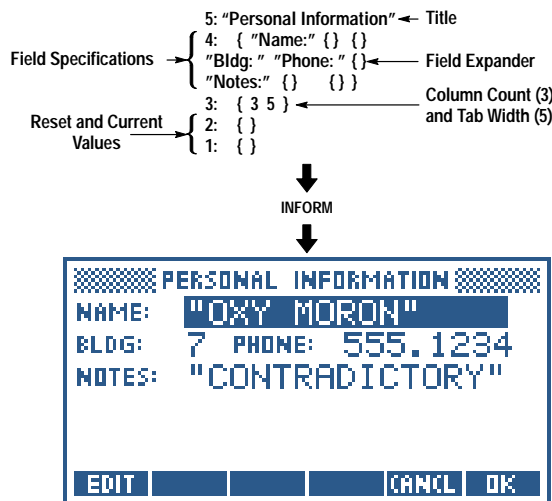 5: “Personal Information” Title
4: { "Name:" { } { }
Field Specifications "Bldg: " "Phone: " { } Field Expander
"Notes:" { } { } }
3: { 3 5 } Column Count (3) and Tab Width (5)
Reset and Current Values 2: { }
1: { }
INFORM
PERSONAL INFORMATION
NAME: "OXY MORON"
BLDG: 7 PHONE: 555.1234
NOTES: "CONTRADICTORY"
EDIT CANCL OK